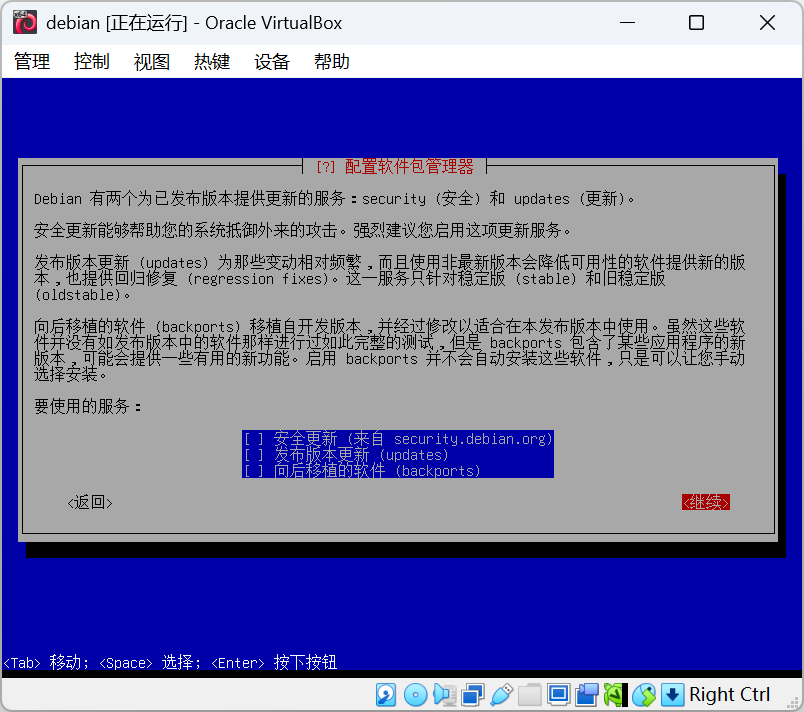 debian [正在运行] - Oracle VirtualBox
管理 控制 视图 热键 设备 帮助
[?] 配置软件包管理器
Debian 有两个为已发布版本提供更新的服务：security (安全) 和 updates (更新)。
安全更新能够帮助您的系统抵御外来的攻击。强烈建议您启用这项更新服务。
发布版本更新 (updates) 为那些变动相对频繁，而且使用非最新版本会降低可用性的软件提供新的版
本，也提供回归修复 (regression fixes)。这一服务只针对稳定版 (stable) 和旧稳定版
(oldstable)。
向后移植的软件 (backports) 移植自开发版本，并经过修改以适合在本发布版本中使用。虽然这些软
件并没有如发布版本中的软件那样进行过如此完整的测试，但是 backports 包含了某些应用程序的新
版本，可能会提供一些有用的新功能。启用 backports 并不会自动安装这些软件，只是可以让您手动
选择安装。
要使用的服务：
[ ] 安全更新 (来自 security.debian.org)
[ ] 发布版本更新 (updates)
[ ] 向后移植的软件 (backports)
<返回> <继续>
<Tab> 移动; <Space> 选择; <Enter> 按下按钮
Right Ctrl